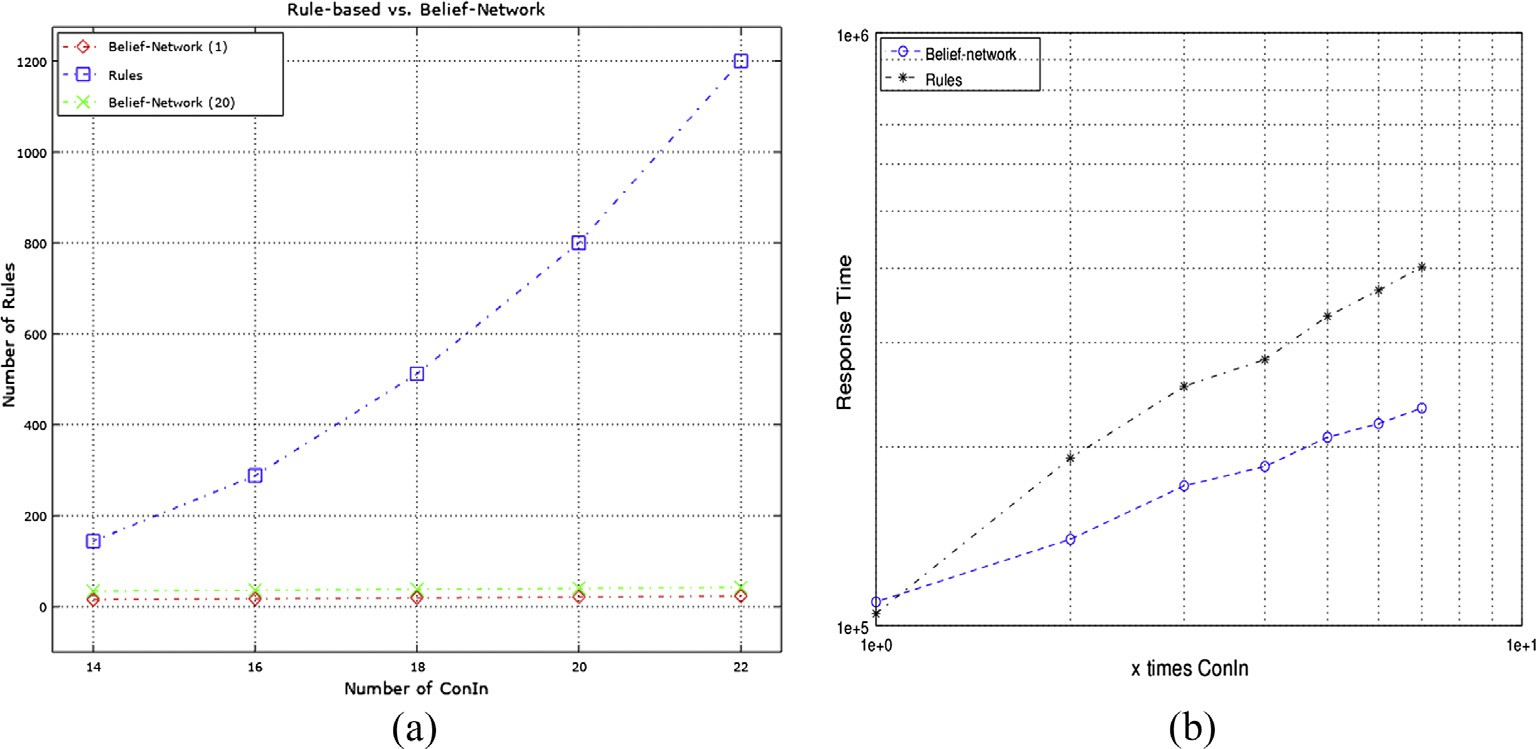 Rule-based vs. Belief-Network
Belief-Network (1)
Rules
Belief-Network (20)
Number of Rules
1200
1000
800
600
400
200
0
14 16 18 20 22
Number of ConIn
(a)
1e+6
Belief-network
Rules
Response Time
1e+5
1e+0 1e+1
x times ConIn
(b)